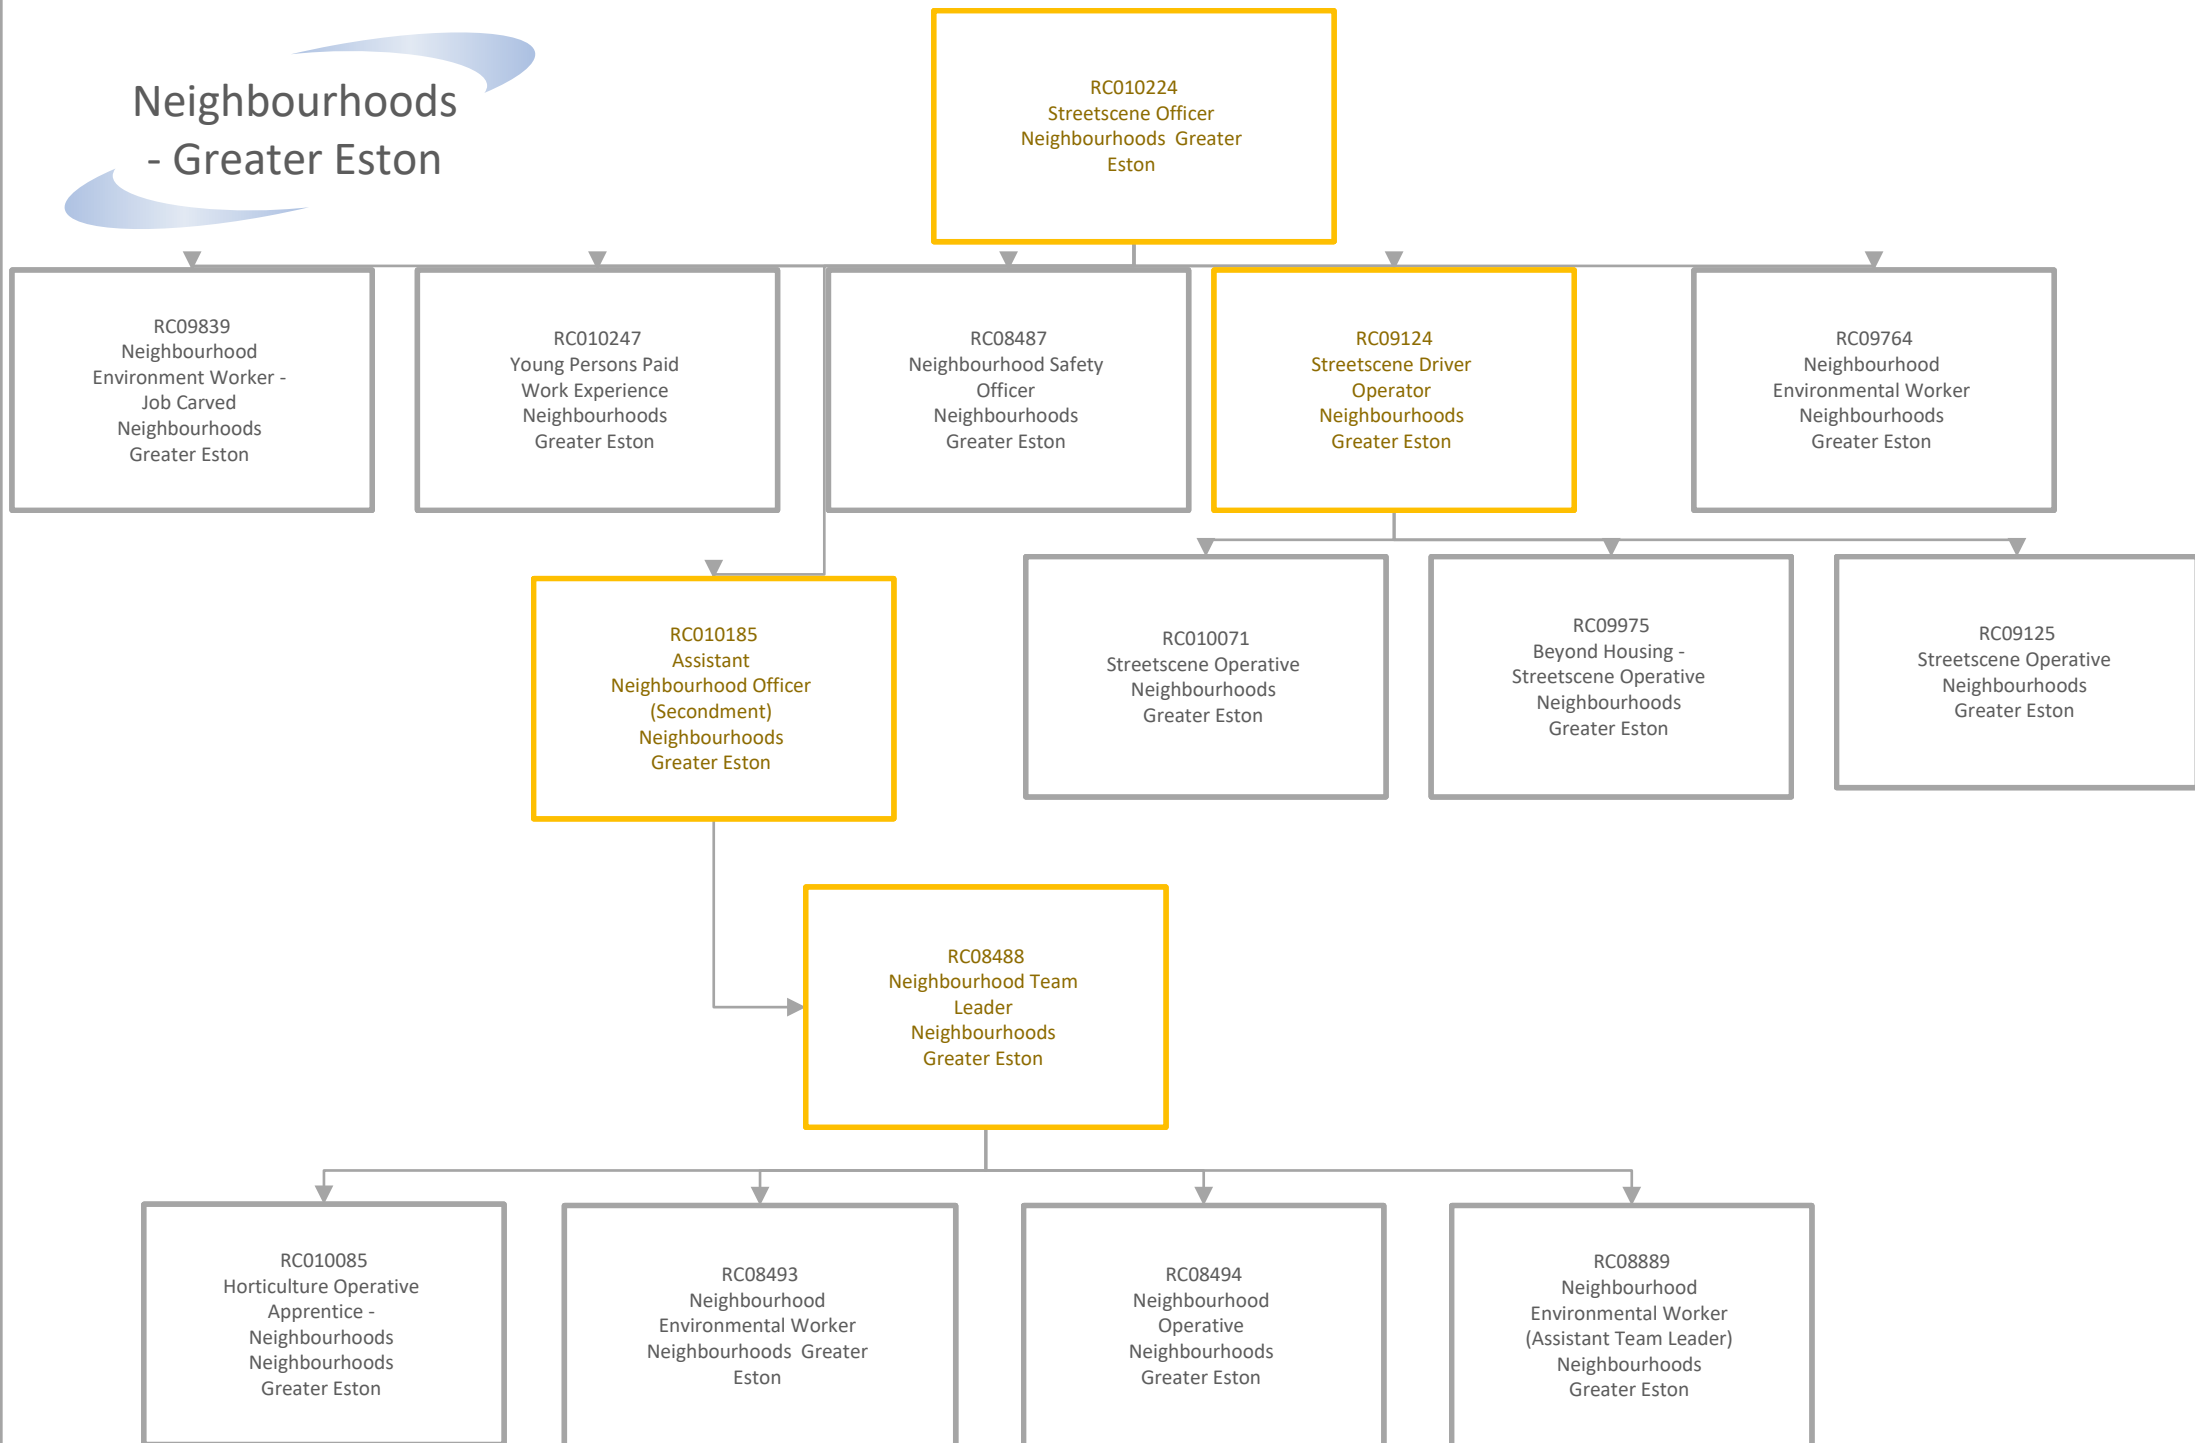 Neighbourhoods
- Greater Eston
RC010224
Streetscene Officer
Neighbourhoods  Greater
Eston
RC09839
Neighbourhood
Environment Worker -
Job Carved
Neighbourhoods
Greater Eston
RC010247
Young Persons Paid
Work Experience
Neighbourhoods
Greater Eston
RC08487
Neighbourhood Safety
Officer
Neighbourhoods
Greater Eston
RC09124
Streetscene Driver
Operator
Neighbourhoods
Greater Eston
RC09764
Neighbourhood
Environmental Worker
Neighbourhoods
Greater Eston
RC010185
Assistant
Neighbourhood Officer
(Secondment)
Neighbourhoods
Greater Eston
RC010071
Streetscene Operative
Neighbourhoods
Greater Eston
RC09975
Beyond Housing -
Streetscene Operative
Neighbourhoods
Greater Eston
RC09125
Streetscene Operative
Neighbourhoods
Greater Eston
RC08488
Neighbourhood Team
Leader
Neighbourhoods
Greater Eston
RC010085
Horticulture Operative
Apprentice -
Neighbourhoods
Neighbourhoods
Greater Eston
RC08493
Neighbourhood
Environmental Worker
Neighbourhoods  Greater
Eston
RC08494
Neighbourhood
Operative
Neighbourhoods
Greater Eston
RC08889
Neighbourhood
Environmental Worker
(Assistant Team Leader)
Neighbourhoods
Greater Eston